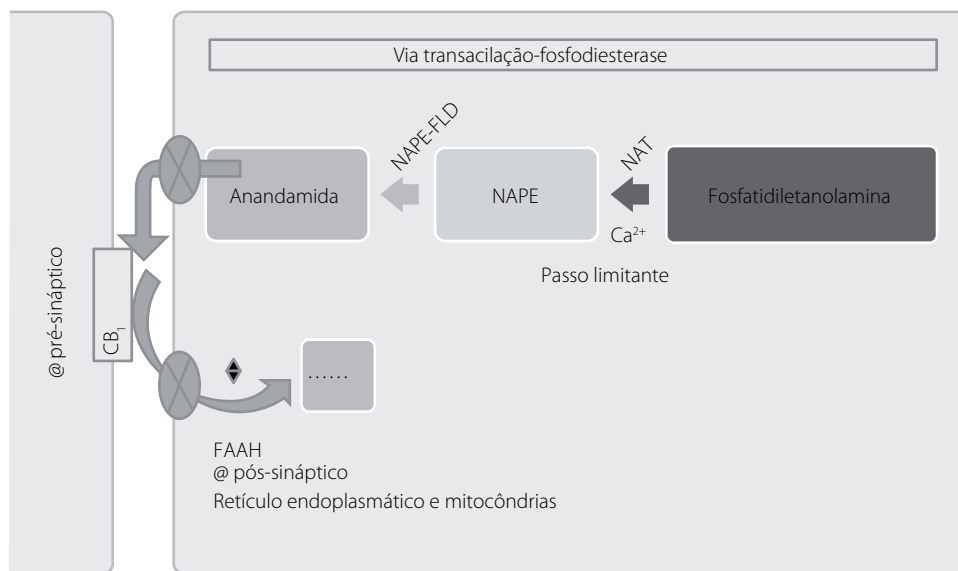 Via transacilação-fosfodiesterase
NAPE-FLD
NAT
Anandamida
NAPE
Fosfatidiletanolamina
Ca²⁺
Passo limitante
@ pré-sináptico
CB₁
......
FAAH
@ pós-sináptico
Retículo endoplasmático e mitocôndrias